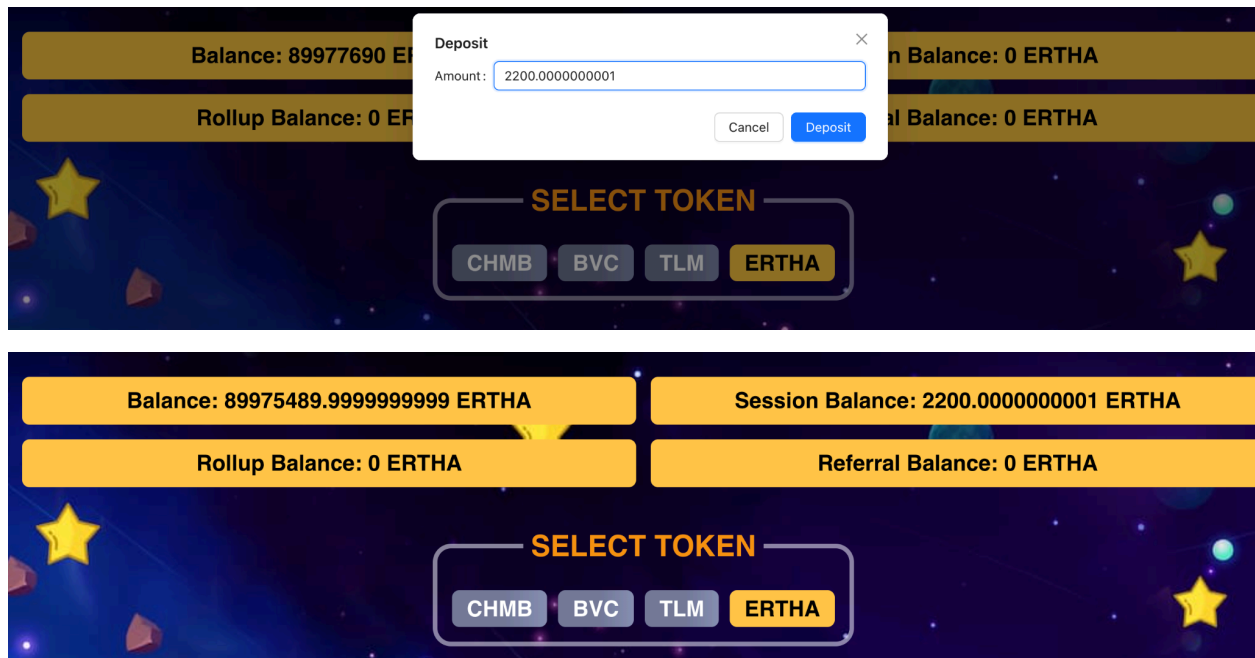 Balance: 89977690 E
Deposit
n Balance: 0 ERTHA
Amount: 2200.0000000001
Rollup Balance: 0 ER
al Balance: 0 ERTHA
Cancel Deposit
SELECT TOKEN
CHMB BVC TLM ERTHA
Balance: 89975489.9999999999 ERTHA
Session Balance: 2200.0000000001 ERTHA
Rollup Balance: 0 ERTHA
Referral Balance: 0 ERTHA
SELECT TOKEN
CHMB BVC TLM ERTHA